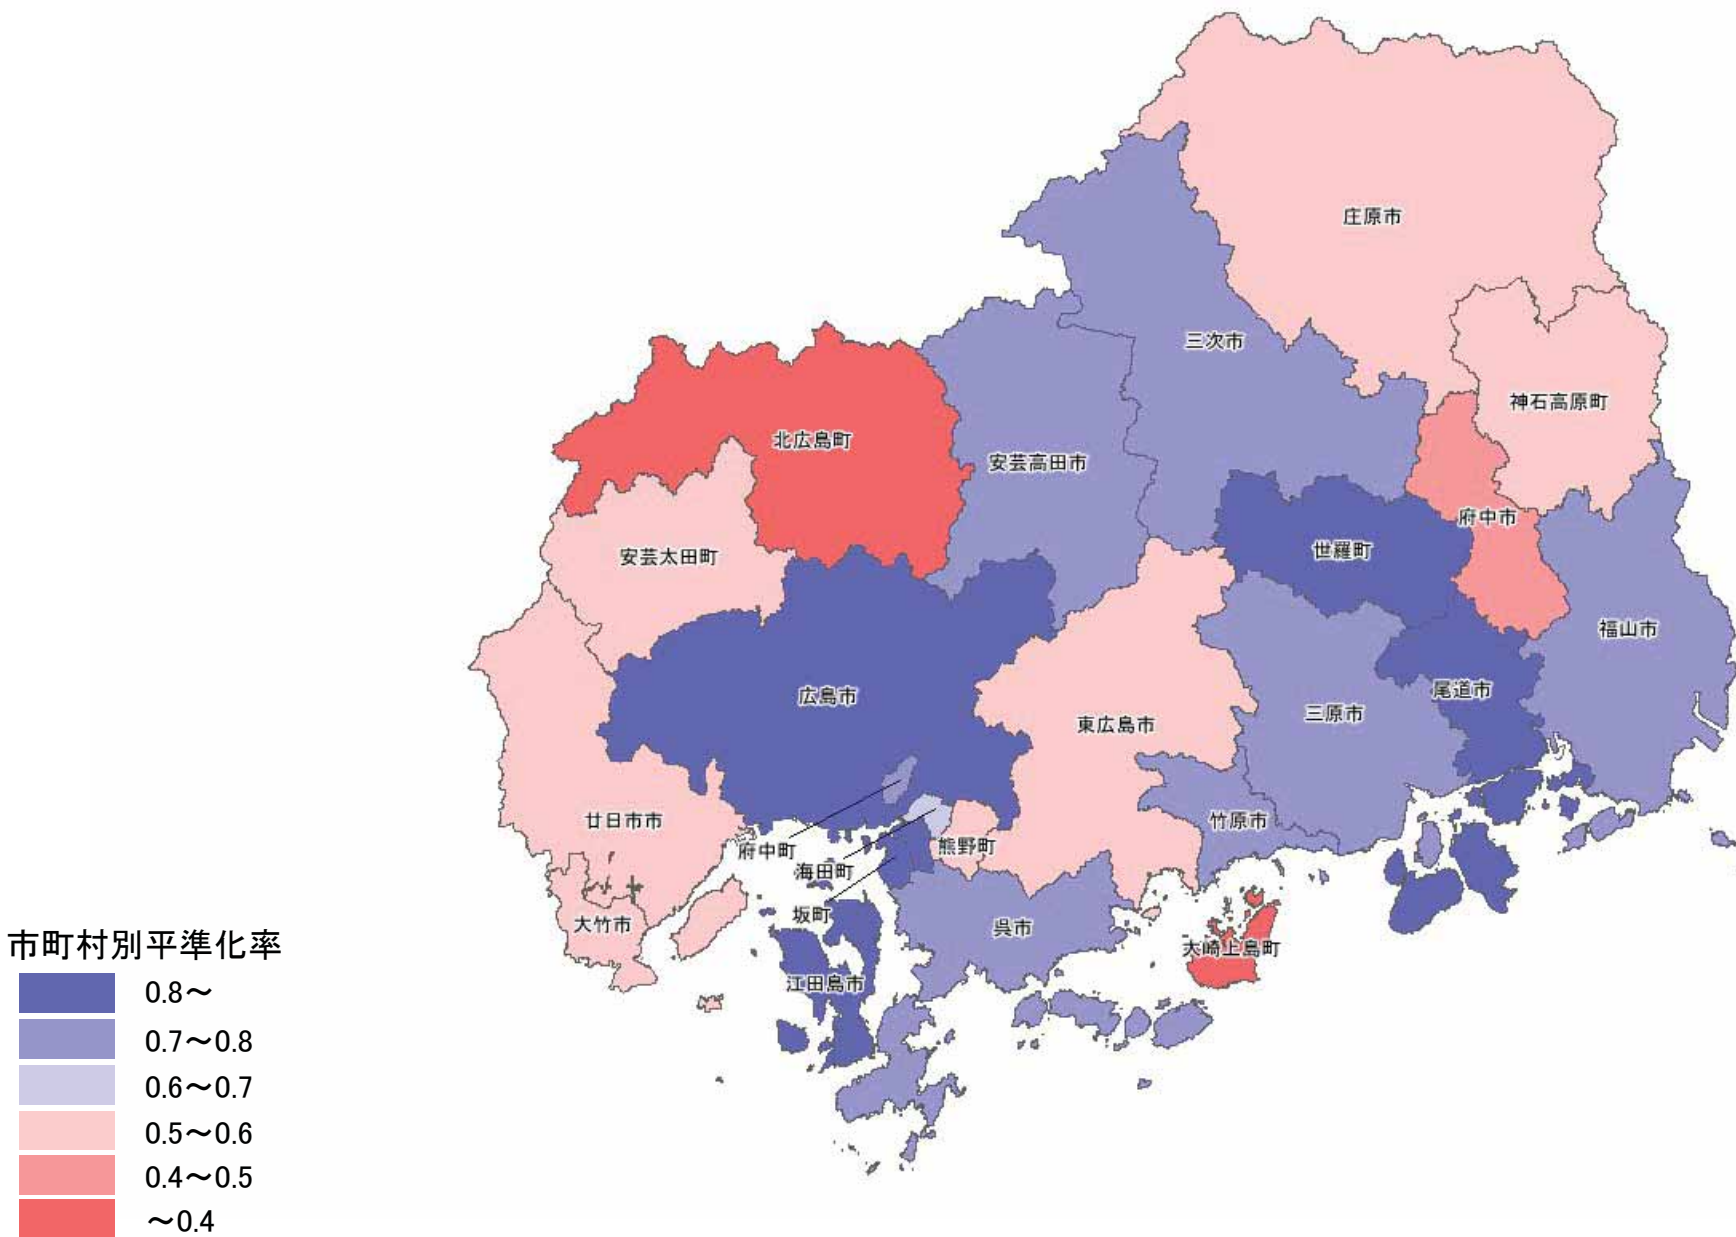 庄原市
三次市
神石高原町
北広島町
安芸高田市
府中市
世羅町
安芸太田町
福山市
尾道市
広島市
三原市
東広島市
廿日市市
竹原市
府中町
熊野町
海田町
坂町
大竹市
呉市
大崎上島町
江田島市
市町村別平準化率
0.8～
0.7～0.8
0.6～0.7
0.5～0.6
0.4～0.5
～0.4